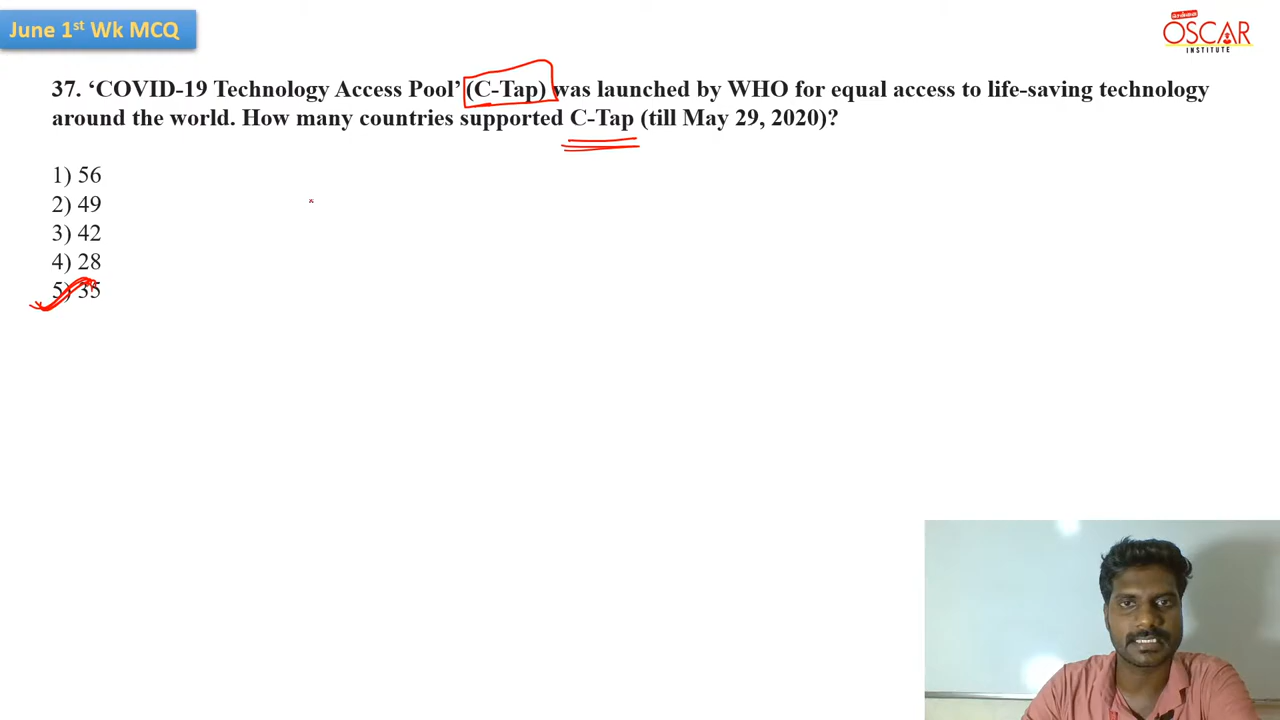 June 1st Wk MCQ
சென்னை
OSCAR
INSTITUTE
37. ‘COVID-19 Technology Access Pool’ (C-Tap) was launched by WHO for equal access to life-saving technology
around the world. How many countries supported C-Tap (till May 29, 2020)?
1) 56
2) 49
3) 42
4) 28
5) 35